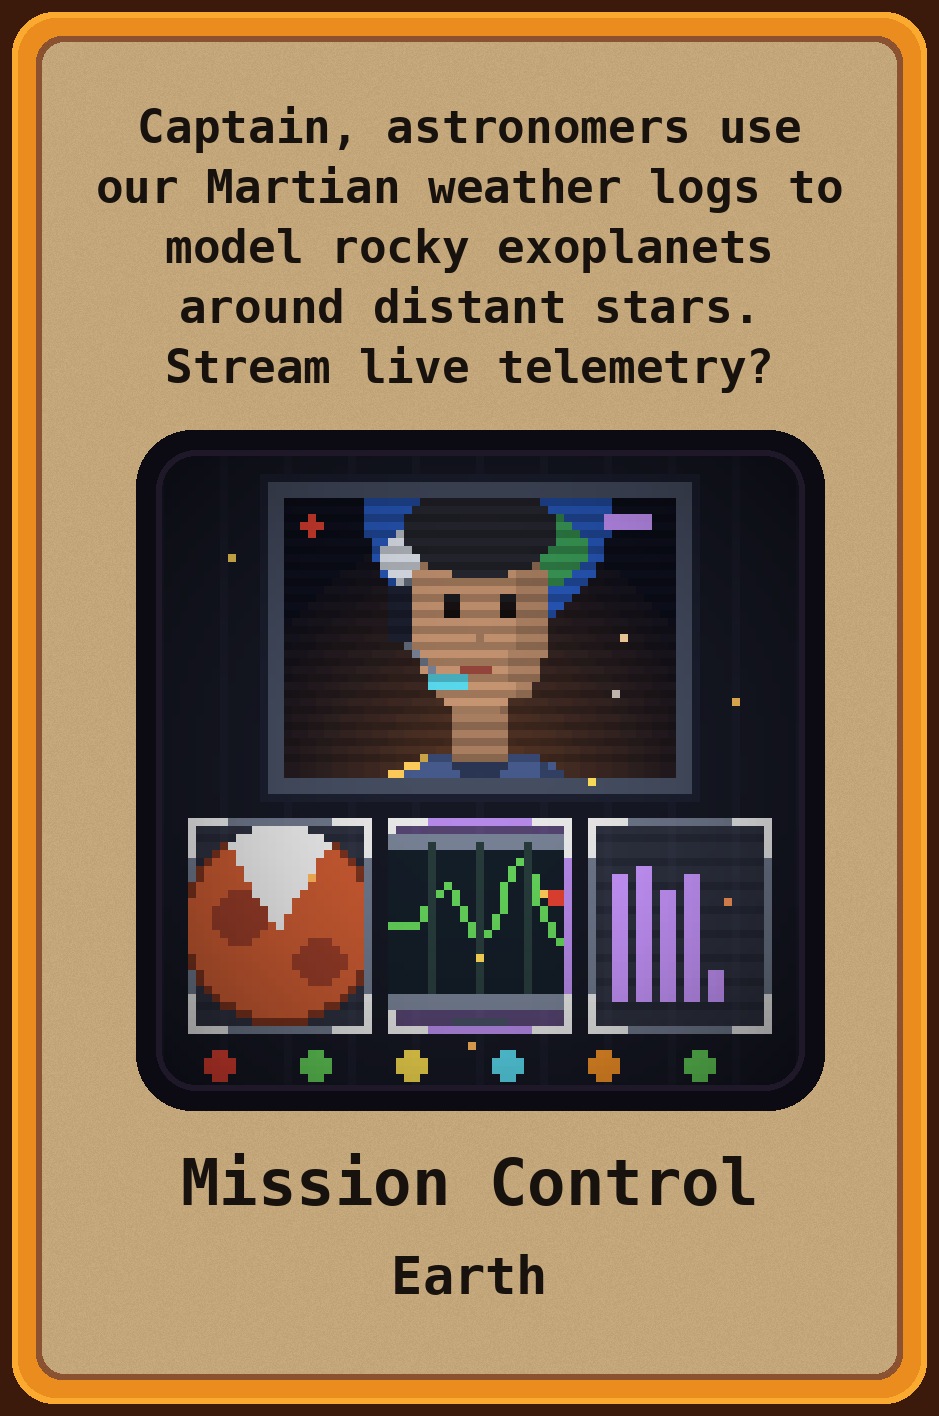 Captain, astronomers use
our Martian weather logs to
model rocky exoplanets
around distant stars.
Stream live telemetry?
Mission Control
Earth